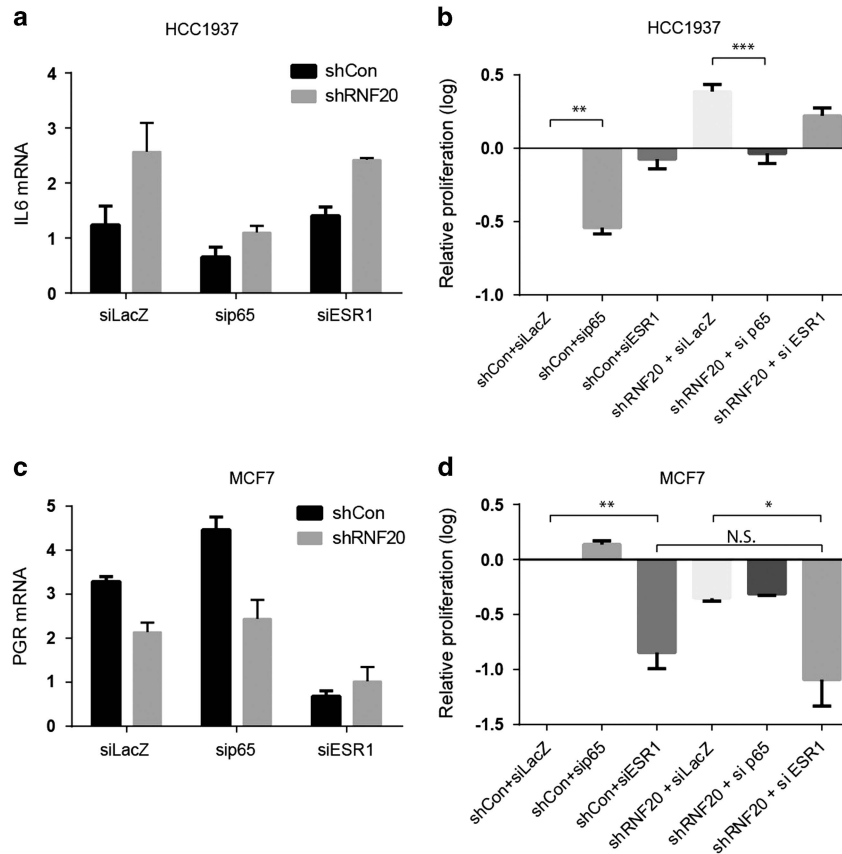 a
HCC1937
IL6 mRNA
4
3
2
1
0
shCon
shRNF20
siLacZ
sip65
siESR1
b
HCC1937
Relative proliferation (log)
0.5
0.0
-0.5
-1.0
**
***
shCon+siLacZ
shCon+sip65
shCon+siESR1
shRNF20 + siLacZ
shRNF20 + si p65
shRNF20 + si ESR1
c
MCF7
PGR mRNA
5
4
3
2
1
0
shCon
shRNF20
siLacZ
sip65
siESR1
d
MCF7
Relative proliferation (log)
0.5
0.0
-0.5
-1.0
-1.5
**
*
N.S.
shCon+siLacZ
shCon+sip65
shCon+siESR1
shRNF20 + siLacZ
shRNF20 + si p65
shRNF20 + si ESR1